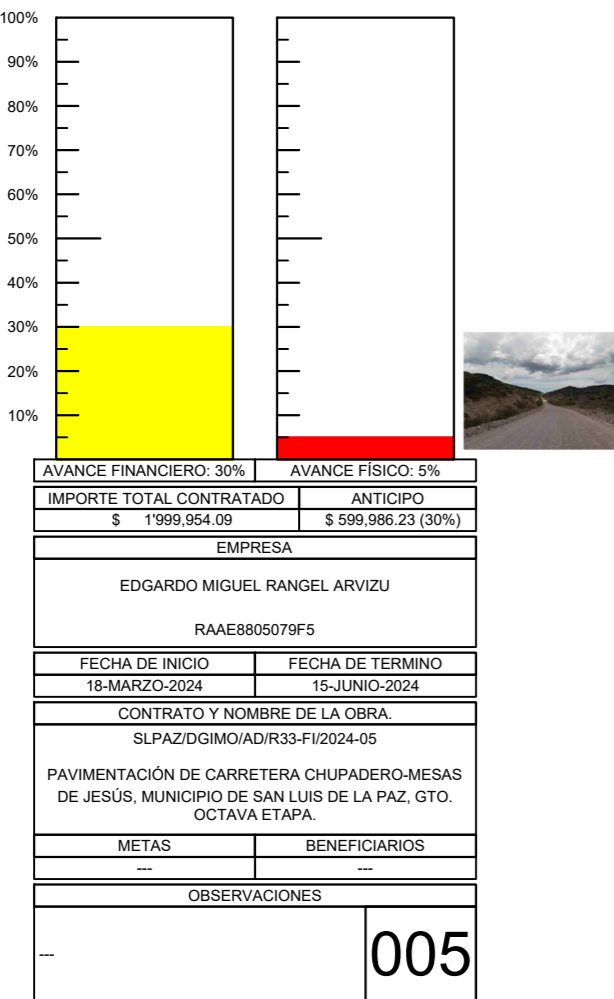 100%
90%
80%
70%
60%
50%
40%
30%
20%
10%
AVANCE FINANCIERO: 30% AVANCE FÍSICO: 5%
IMPORTE TOTAL CONTRATADO ANTICIPO
$ 1'999,954.09 $ 599,986.23 (30%)
EMPRESA
EDGARDO MIGUEL RANGEL ARVIZU
RAAE8805079F5
FECHA DE INICIO FECHA DE TERMINO
18-MARZO-2024 15-JUNIO-2024
CONTRATO Y NOMBRE DE LA OBRA.
SLPAZ/DGIMO/AD/R33-FI/2024-05
PAVIMENTACIÓN DE CARRETERA CHUPADERO-MESAS
DE JESÚS, MUNICIPIO DE SAN LUIS DE LA PAZ, GTO.
OCTAVA ETAPA.
METAS BENEFICIARIOS
--- ---
OBSERVACIONES
--- 005